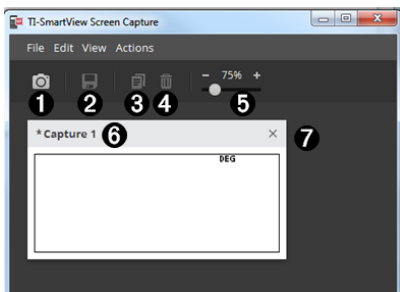 TI-SmartView Screen Capture
File Edit View Actions
− 75% +
1 2 3 4 5
*Capture 1 6 7
DEG